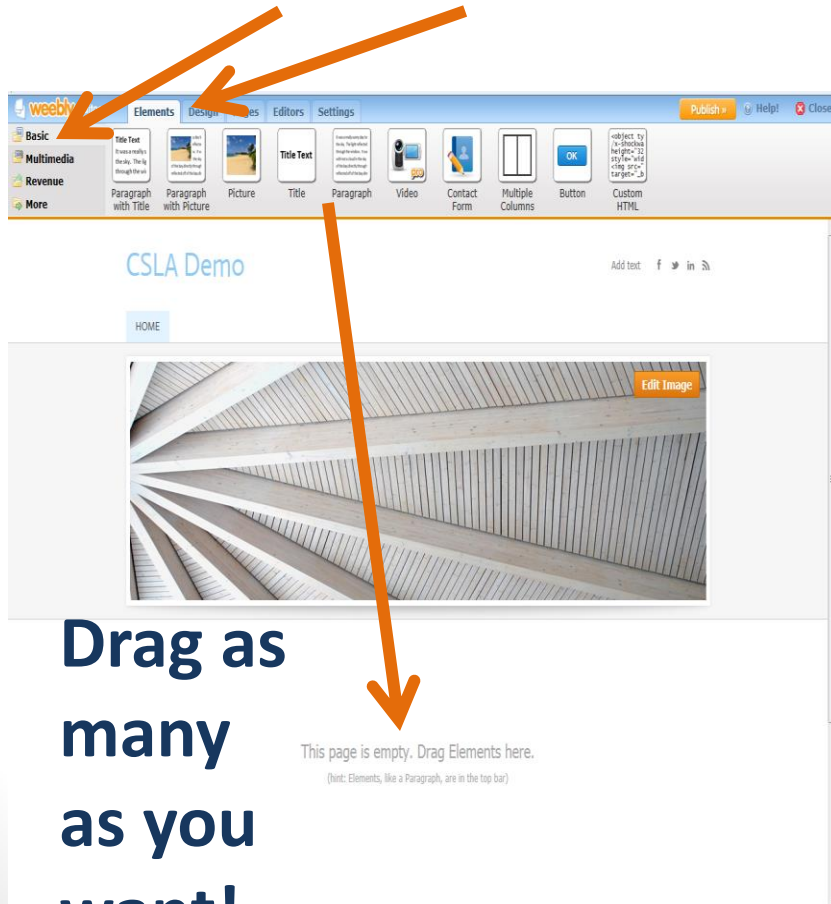 weebly
Elements Design Editors Settings
Publish » Help! Close
Basic
Multimedia
Revenue
More
Title Text
Title Text
OK
Paragraph with Title
Paragraph with Picture
Picture
Title
Paragraph
Video
Contact Form
Multiple Columns
Button
Custom HTML
CSLA Demo
Add text f in
HOME
Edit Image
Drag as
many
as you
want!
This page is empty. Drag Elements here.
(hint: Elements, like a Paragraph, are in the top bar)